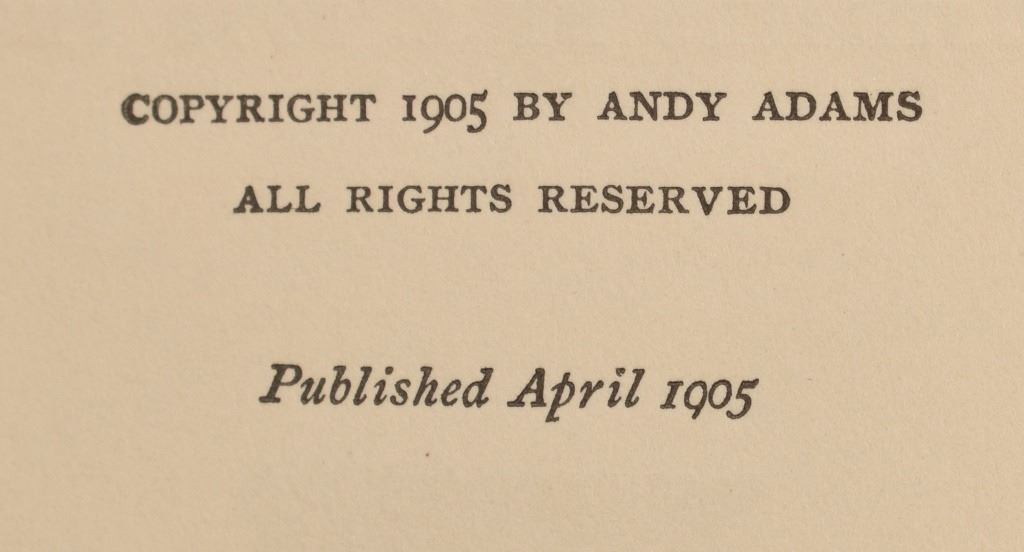 COPYRIGHT 1905 BY ANDY ADAMS
ALL RIGHTS RESERVED
Published April 1905